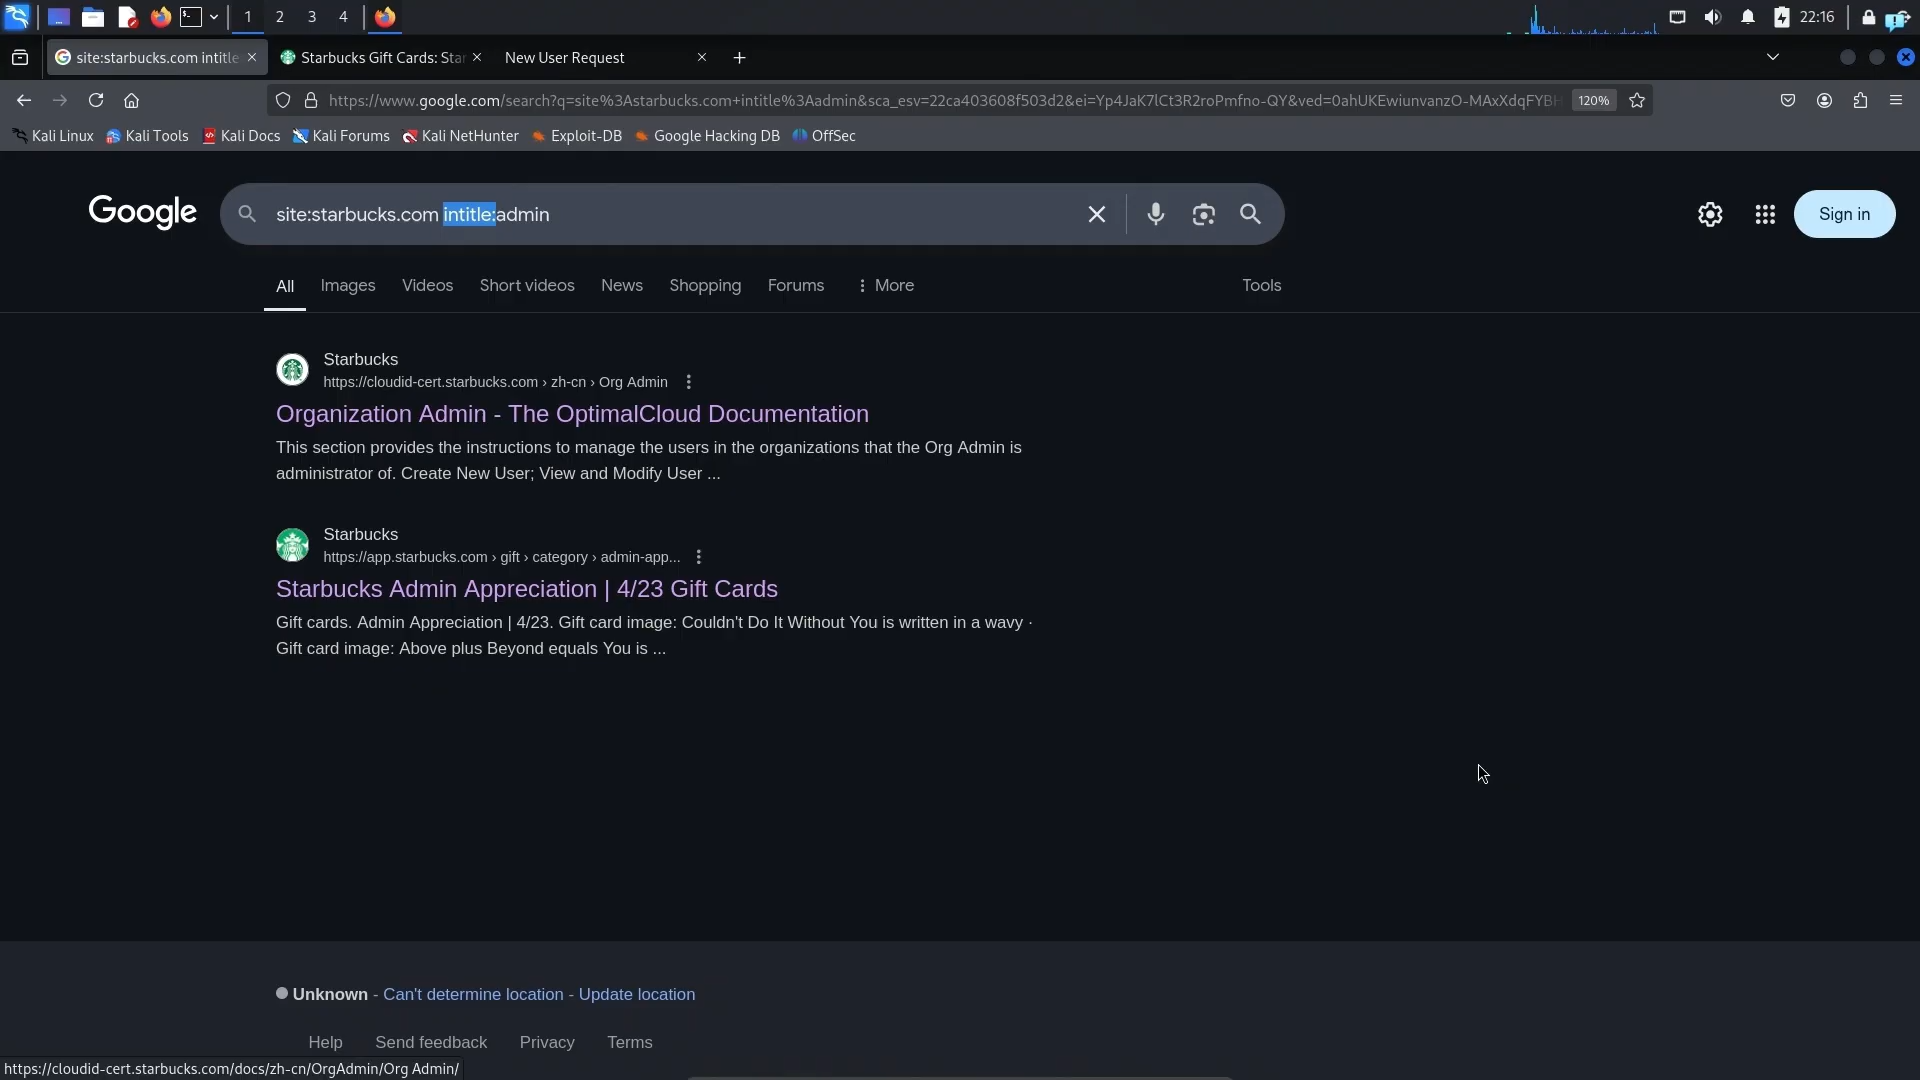 1 2 3 4 22:16
site:starbucks.com intitle Starbucks Gift Cards: Star New User Request
https://www.google.com/search?q=site%3Astarbucks.com+intitle%3Aadmin&sca_esv=22ca403608f503d2&ei=Yp4JaK7lCt3R2roPmfno-QY&ved=0ahUKEwiunvanzO-MAxXdqFYBH 120%
Kali Linux Kali Tools Kali Docs Kali Forums Kali NetHunter Exploit-DB Google Hacking DB OffSec
Google site:starbucks.com intitle:admin Sign in
All Images Videos Short videos News Shopping Forums More Tools
Starbucks
https://cloudid-cert.starbucks.com › zh-cn › Org Admin
Organization Admin - The OptimalCloud Documentation
This section provides the instructions to manage the users in the organizations that the Org Admin is
administrator of. Create New User; View and Modify User ...
Starbucks
https://app.starbucks.com › gift › category › admin-app...
Starbucks Admin Appreciation | 4/23 Gift Cards
Gift cards. Admin Appreciation | 4/23. Gift card image: Couldn't Do It Without You is written in a wavy ·
Gift card image: Above plus Beyond equals You is ...
Unknown - Can't determine location - Update location
Help Send feedback Privacy Terms
https://cloudid-cert.starbucks.com/docs/zh-cn/OrgAdmin/Org Admin/